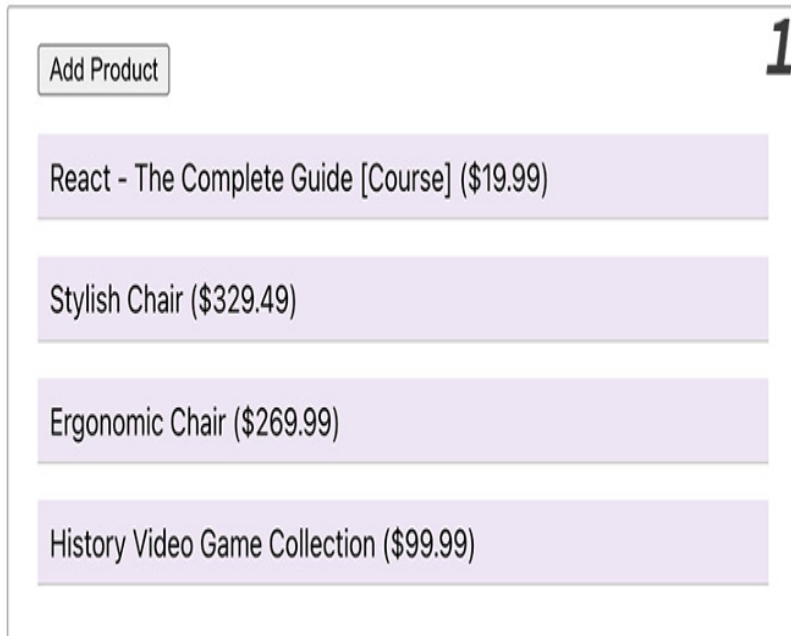 1
Add Product
React - The Complete Guide [Course] ($19.99)
Stylish Chair ($329.49)
Ergonomic Chair ($269.99)
History Video Game Collection ($99.99)